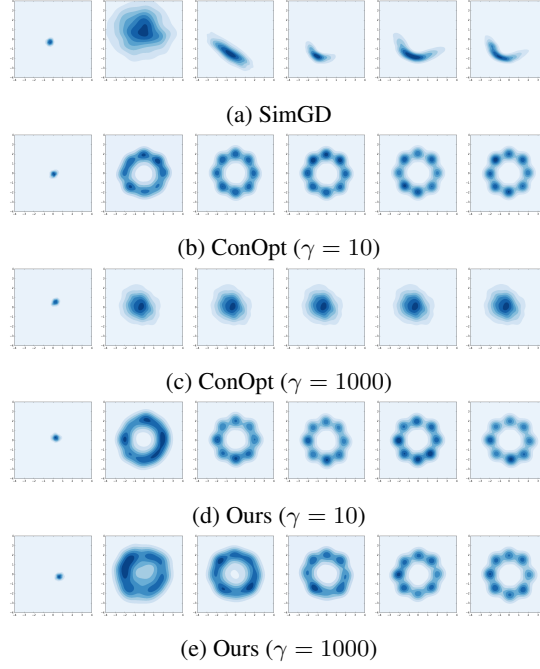 (a) SimGD
(b) ConOpt (γ = 10)
(c) ConOpt (γ = 1000)
(d) Ours (γ = 10)
(e) Ours (γ = 1000)